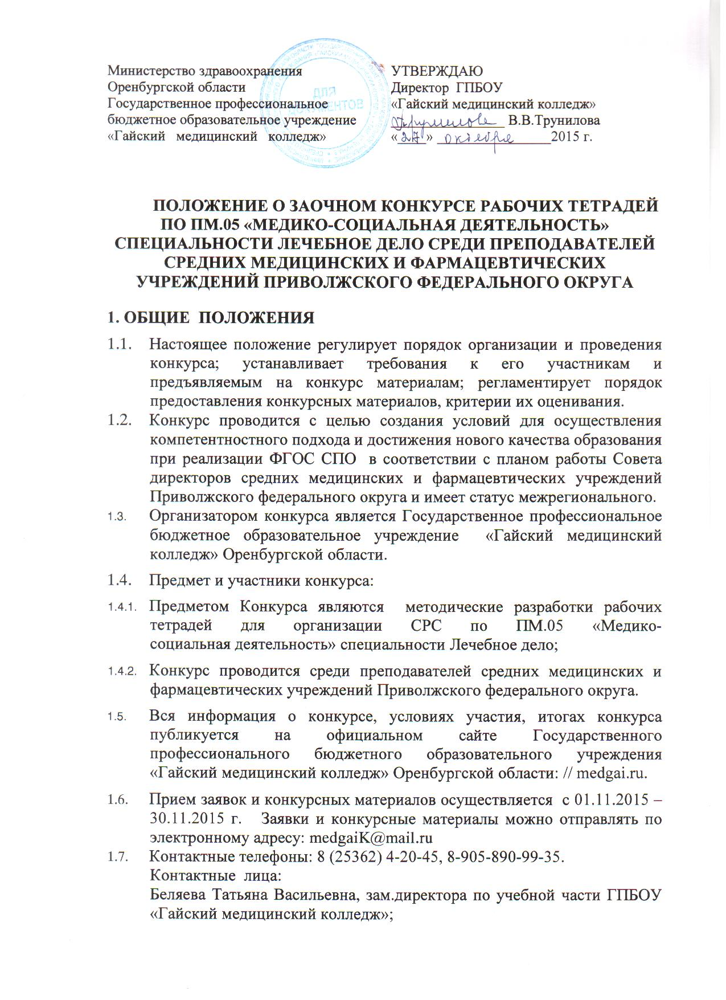 Министерство здравоохранения
Оренбургской области
Государственное профессиональное
бюджетное образовательное учреждение
«Гайский медицинский колледж»
ДЛЯ
ДОКУМЕНТОВ
УТВЕРЖДАЮ
Директор ГПБОУ
«Гайский медицинский колледж»
В.В.Трунилова
«27» октября 2015 г.
ПОЛОЖЕНИЕ О ЗАОЧНОМ КОНКУРСЕ РАБОЧИХ ТЕТРАДЕЙ
ПО ПМ.05 «МЕДИКО-СОЦИАЛЬНАЯ ДЕЯТЕЛЬНОСТЬ»
СПЕЦИАЛЬНОСТИ ЛЕЧЕБНОЕ ДЕЛО СРЕДИ ПРЕПОДАВАТЕЛЕЙ
СРЕДНИХ МЕДИЦИНСКИХ И ФАРМАЦЕВТИЧЕСКИХ
УЧРЕЖДЕНИЙ ПРИВОЛЖСКОГО ФЕДЕРАЛЬНОГО ОКРУГА
1. ОБЩИЕ ПОЛОЖЕНИЯ
1.1. Настоящее положение регулирует порядок организации и проведения
конкурса; устанавливает требования к его участникам и
предъявляемым на конкурс материалам; регламентирует порядок
предоставления конкурсных материалов, критерии их оценивания.
1.2. Конкурс проводится с целью создания условий для осуществления
компетентностного подхода и достижения нового качества образования
при реализации ФГОС СПО в соответствии с планом работы Совета
директоров средних медицинских и фармацевтических учреждений
Приволжского федерального округа и имеет статус межрегионального.
1.3. Организатором конкурса является Государственное профессиональное
бюджетное образовательное учреждение «Гайский медицинский
колледж» Оренбургской области.
1.4. Предмет и участники конкурса:
1.4.1. Предметом Конкурса являются методические разработки рабочих
тетрадей для организации СРС по ПМ.05 «Медико-
социальная деятельность» специальности Лечебное дело;
1.4.2. Конкурс проводится среди преподавателей средних медицинских и
фармацевтических учреждений Приволжского федерального округа.
1.5. Вся информация о конкурсе, условиях участия, итогах конкурса
публикуется на официальном сайте Государственного
профессионального бюджетного образовательного учреждения
«Гайский медицинский колледж» Оренбургской области: // medgai.ru.
1.6. Прием заявок и конкурсных материалов осуществляется с 01.11.2015 –
30.11.2015 г. Заявки и конкурсные материалы можно отправлять по
электронному адресу: medgaiK@mail.ru
1.7. Контактные телефоны: 8 (25362) 4-20-45, 8-905-890-99-35.
Контактные лица:
Беляева Татьяна Васильевна, зам.директора по учебной части ГПБОУ
«Гайский медицинский колледж»;